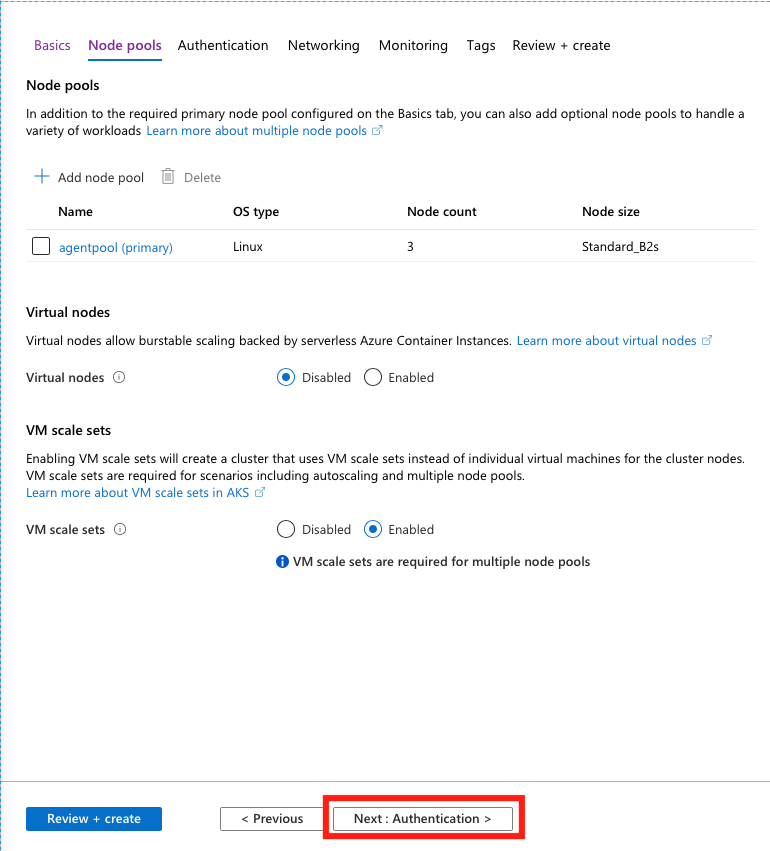 Basics Node pools Authentication Networking Monitoring Tags Review + create
Node pools
In addition to the required primary node pool configured on the Basics tab, you can also add optional node pools to handle a
variety of workloads Learn more about multiple node pools
Add node pool Delete
Name OS type Node count Node size
agentpool (primary) Linux 3 Standard_B2s
Virtual nodes
Virtual nodes allow burstable scaling backed by serverless Azure Container Instances. Learn more about virtual nodes
Virtual nodes Disabled Enabled
VM scale sets
Enabling VM scale sets will create a cluster that uses VM scale sets instead of individual virtual machines for the cluster nodes.
VM scale sets are required for scenarios including autoscaling and multiple node pools.
Learn more about VM scale sets in AKS
VM scale sets Disabled Enabled
VM scale sets are required for multiple node pools
Review + create < Previous Next : Authentication >